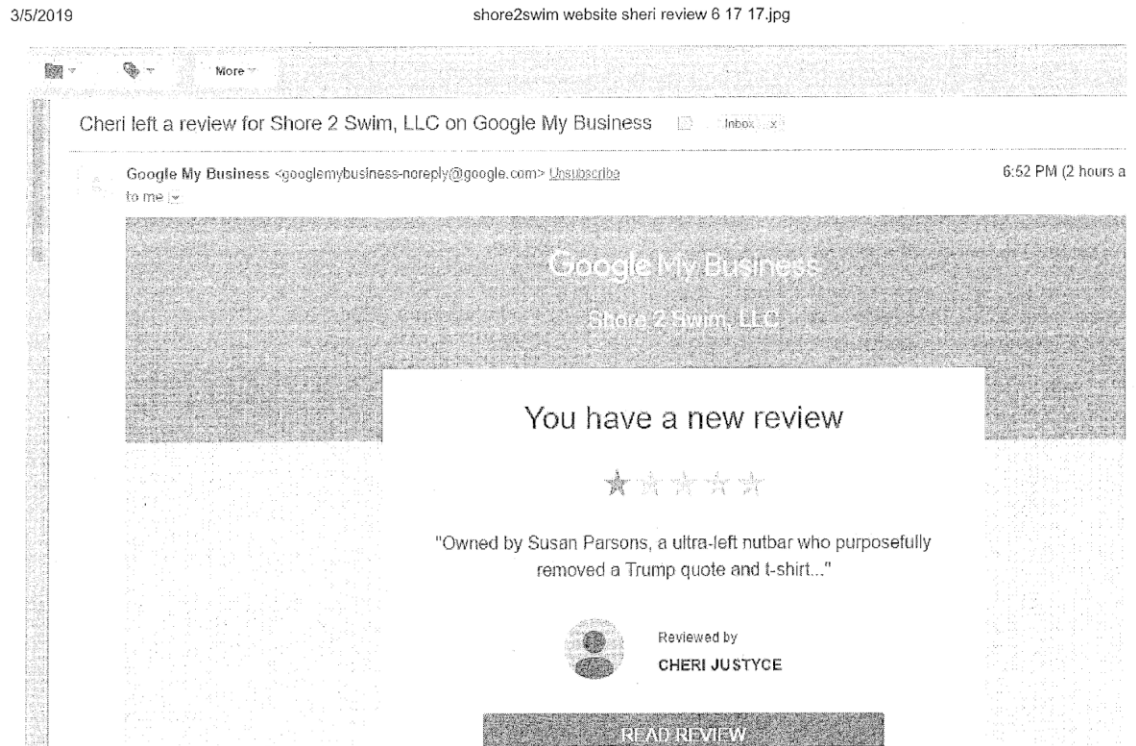 3/5/2019 shore2swim website sheri review 6 17 17.jpg
More
Cheri left a review for Shore 2 Swim, LLC on Google My Business Inbox x
Google My Business <googlemybusiness-noreply@google.com> Unsubscribe 6:52 PM (2 hours a
to me
Google My Business
Shore 2 Swim, LLC
You have a new review
"Owned by Susan Parsons, a ultra-left nutbar who purposefully
removed a Trump quote and t-shirt..."
Reviewed by
CHERI JUSTYCE
READ REVIEW